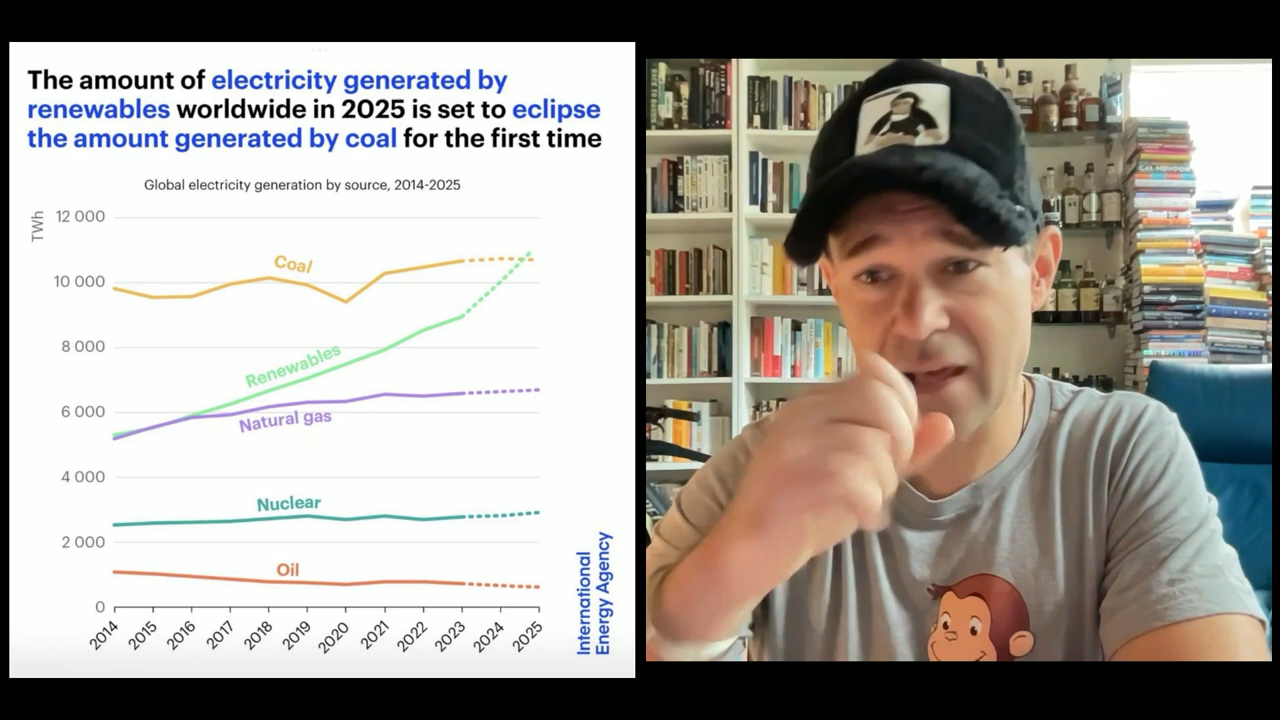 The amount of electricity generated by
renewables worldwide in 2025 is set to eclipse
the amount generated by coal for the first time
Global electricity generation by source, 2014-2025
TWh
12 000
10 000
8 000
6 000
4 000
2 000
0
Coal
Renewables
Natural gas
Nuclear
Oil
2014
2015
2016
2017
2018
2019
2020
2021
2022
2023
2024
2025
International
Energy Agency